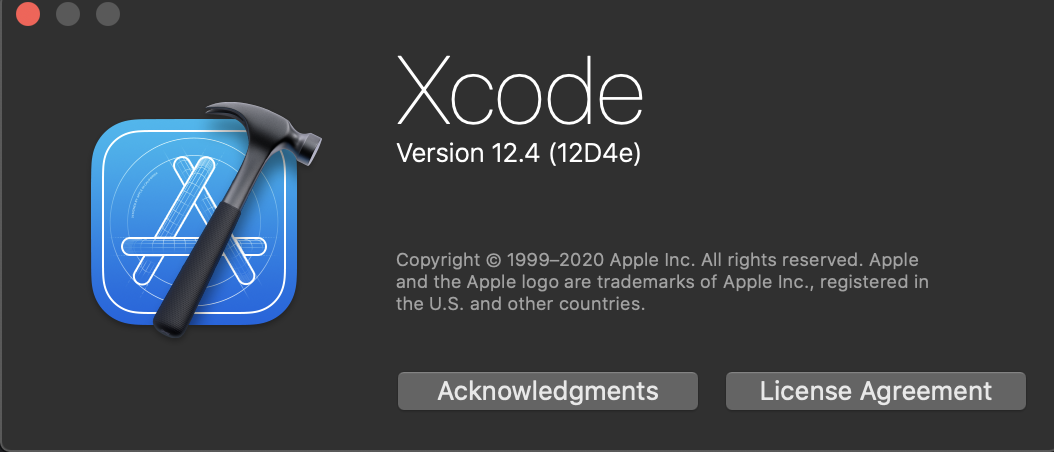 Xcode
Version 12.4 (12D4e)
Copyright © 1999–2020 Apple Inc. All rights reserved. Apple
and the Apple logo are trademarks of Apple Inc., registered in
the U.S. and other countries.
Acknowledgments
License Agreement